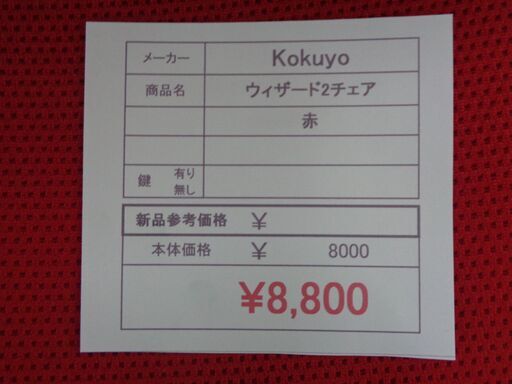 メーカー Kokuyo
商品名 ウィザード2チェア
赤
鍵 有り
無し
新品参考価格 ¥
本体価格 ¥ 8000
¥8,800